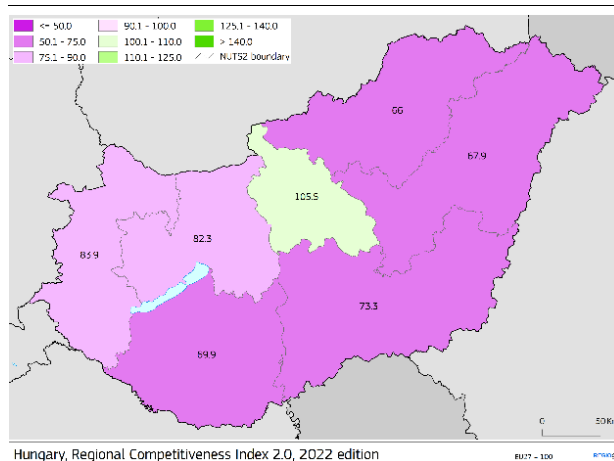 <= 50.0
90.1 - 100.0
125.1 - 140.0
50.1 - 75.0
100.1 - 110.0
> 140.0
75.1 - 90.0
110.1 - 125.0
NUTS2 boundary
66
67.9
105.5
82.3
83.9
73.3
69.9
0 50 Km
Hungary, Regional Competitiveness Index 2.0, 2022 edition
EU27 = 100